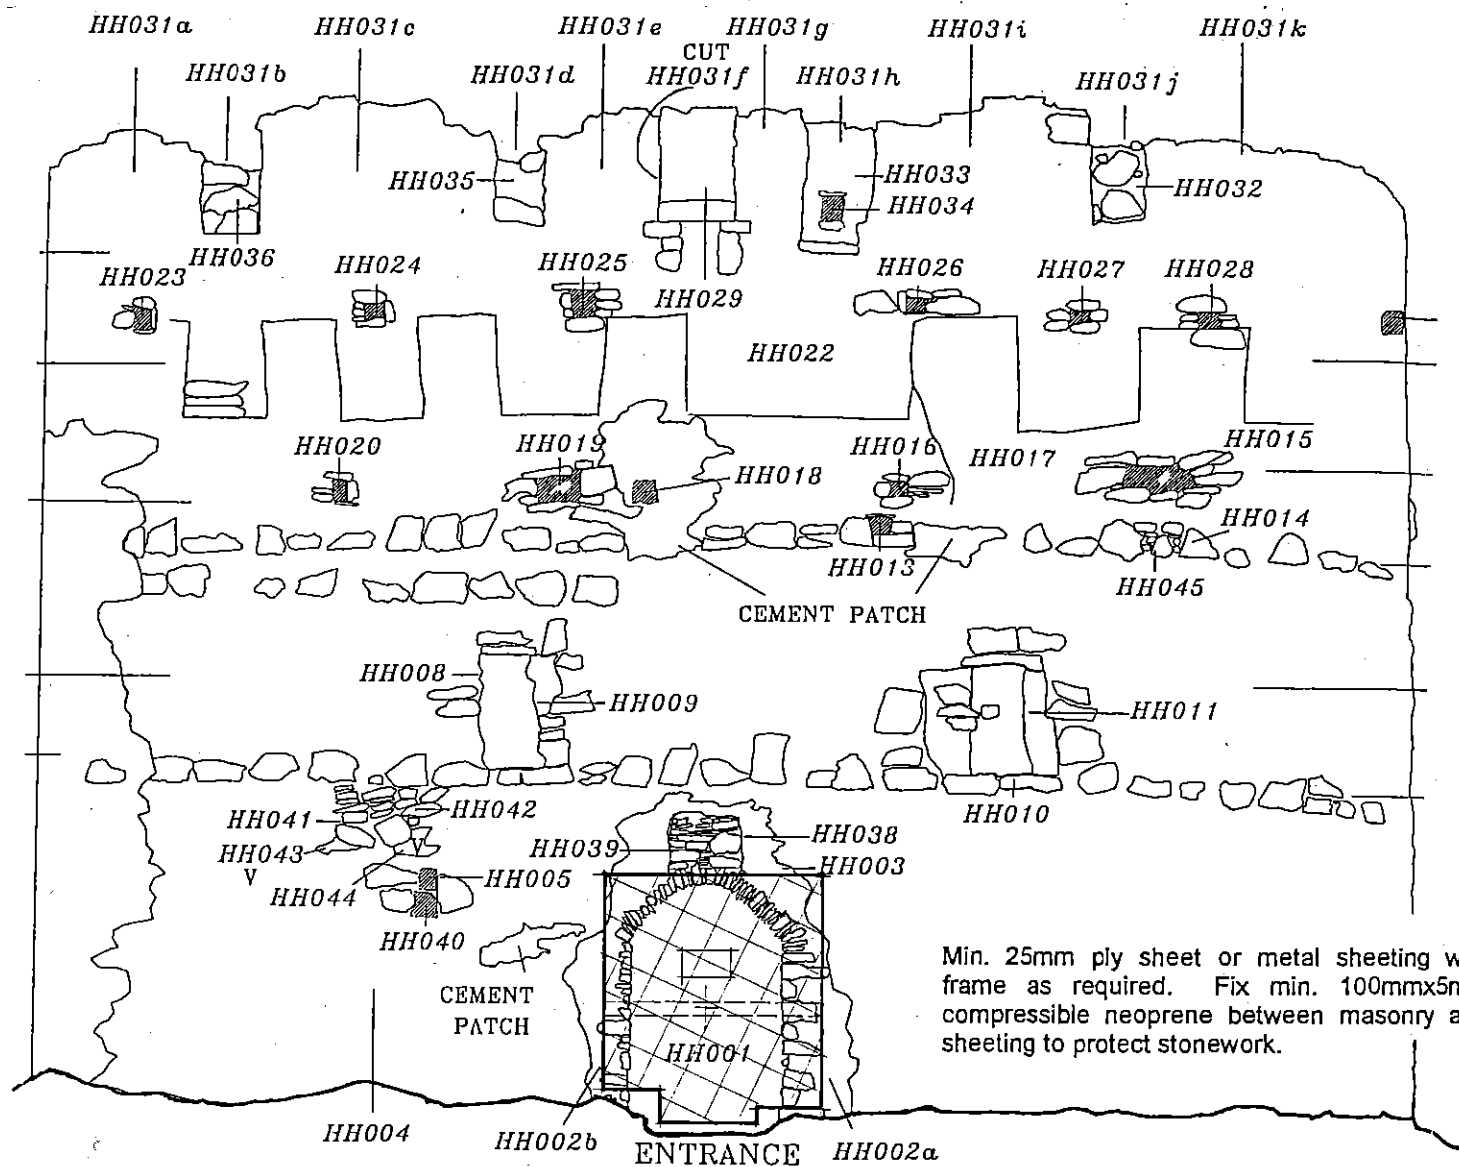 HH031a HH031c HH031e HH031g HH031i HH031k
CUT
HH031b HH031d HH031f HH031h HH031j
HH035 HH033 HH032
HH034
HH036
HH023 HH024 HH025 HH026 HH027 HH028
HH029
HH022
HH020 HH019 HH018 HH016 HH017 HH015
HH014
HH013 HH045
CEMENT PATCH
HH008 HH009 HH011
HH010
HH041 HH042
HH043 HH039 HH038
HH003
V V
HH044 HH005
HH040
CEMENT
PATCH
HH001
Min. 25mm ply sheet or metal sheeting
frame as required. Fix min.
compressible neoprene between masonry
sheeting to protect stonework.
HH004 HH002b HH002a
ENTRANCE